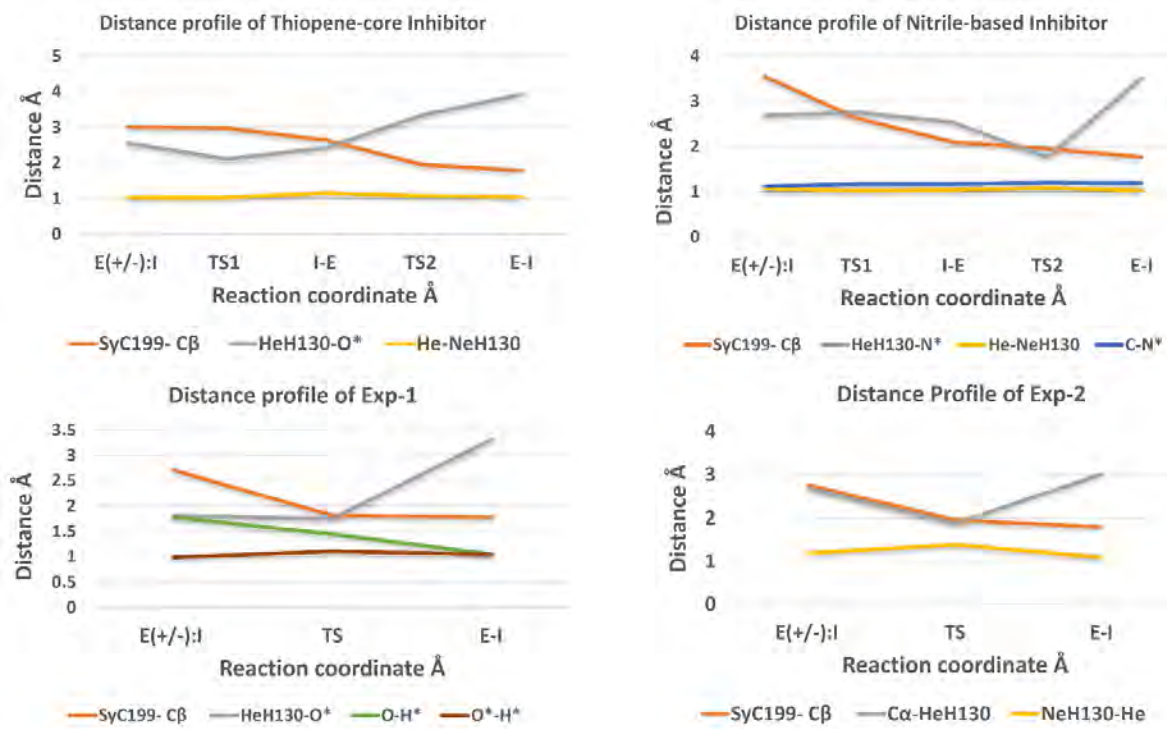 Distance profile of Thiopene-core Inhibitor
5
4
3
2
1
0
Distance Å
E(+/-):I TS1 I-E TS2 E-I
Reaction coordinate Å
SyC199- Cβ HeH130-O* He-NeH130
Distance profile of Nitrile-based Inhibitor
4
3
2
1
0
Distance Å
E(+/-):I TS1 I-E TS2 E-I
Reaction coordinate Å
SyC199- Cβ HeH130-N* He-NeH130 C-N*
Distance profile of Exp-1
3.5
3
2.5
2
1.5
1
0.5
0
Distance Å
E(+/-):I TS E-I
Reaction coordinate Å
SyC199- Cβ HeH130-O* O-H* O*-H*
Distance Profile of Exp-2
4
3
2
1
0
Distance Å
E(+/-):I TS E-I
Reaction coordinate Å
SyC199- Cβ Cα-HeH130 NeH130-He